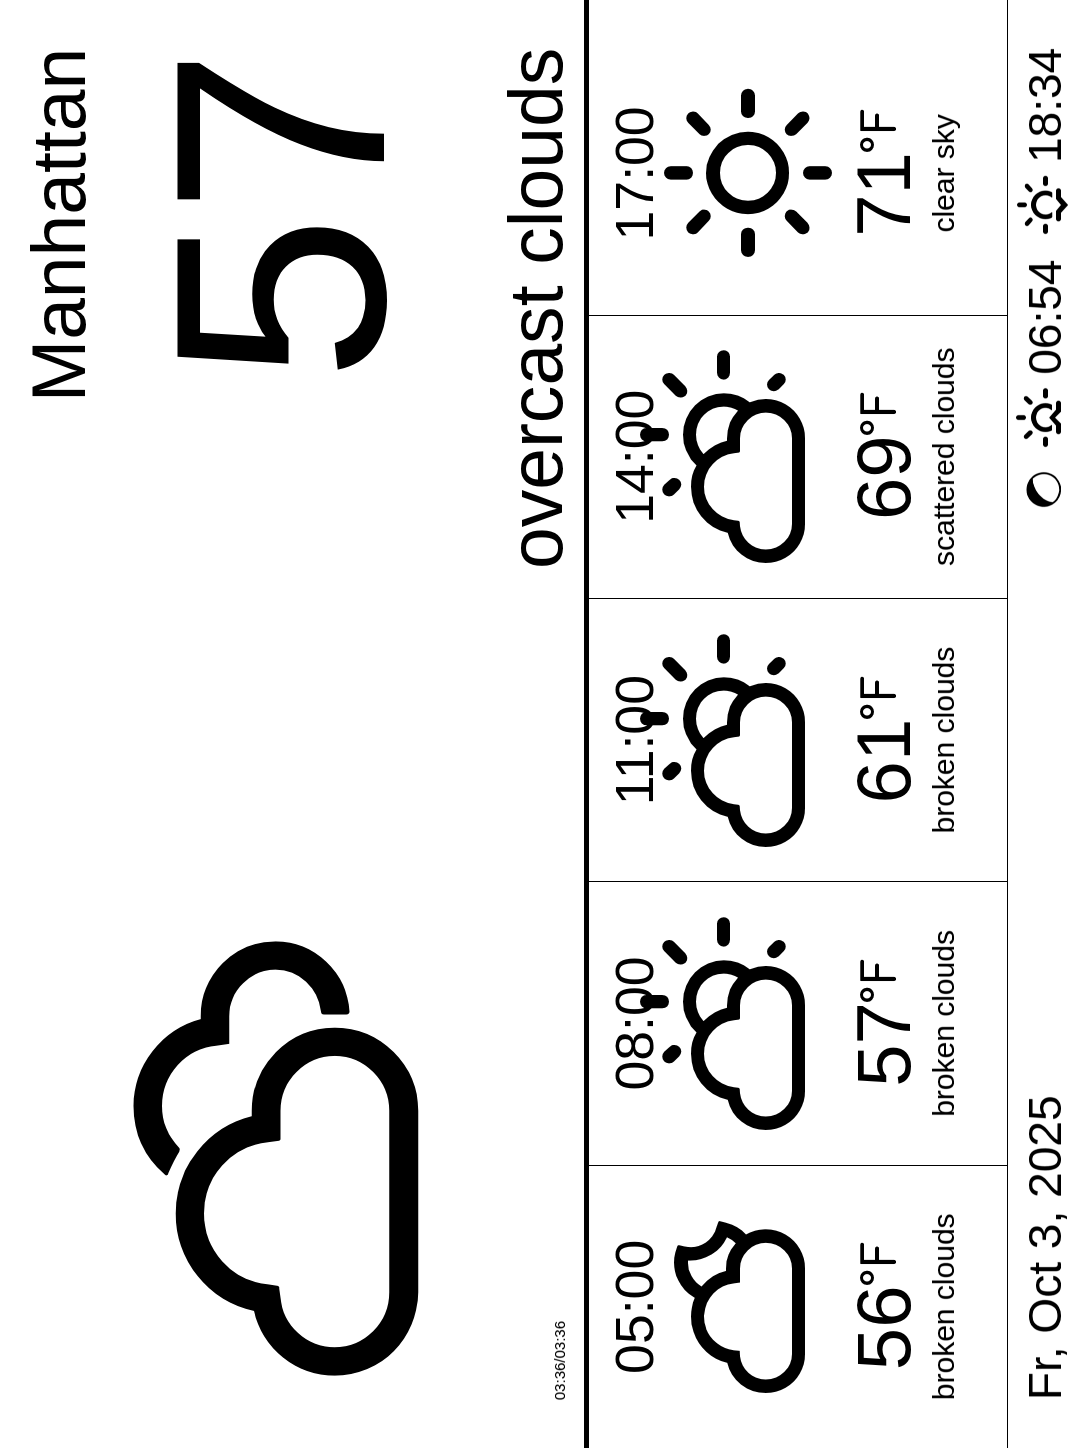 Manhattan
57
overcast clouds
03:36/03:36
05:00
56°F
broken clouds
08:00
57°F
broken clouds
11:00
61°F
broken clouds
14:00
69°F
scattered clouds
17:00
71°F
clear sky
Fr, Oct 3, 2025
06:54
18:34